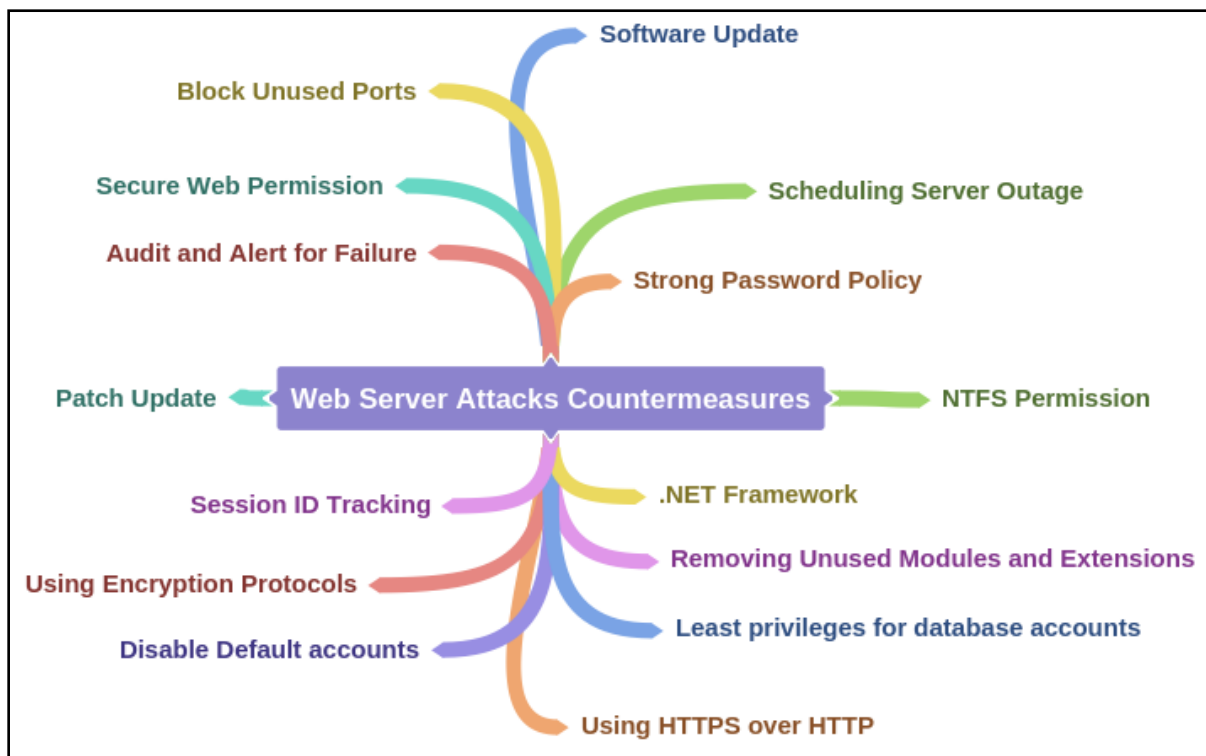 Software Update
Block Unused Ports
Secure Web Permission
Scheduling Server Outage
Audit and Alert for Failure
Strong Password Policy
Patch Update
Web Server Attacks Countermeasures
NTFS Permission
Session ID Tracking
.NET Framework
Removing Unused Modules and Extensions
Using Encryption Protocols
Least privileges for database accounts
Disable Default accounts
Using HTTPS over HTTP